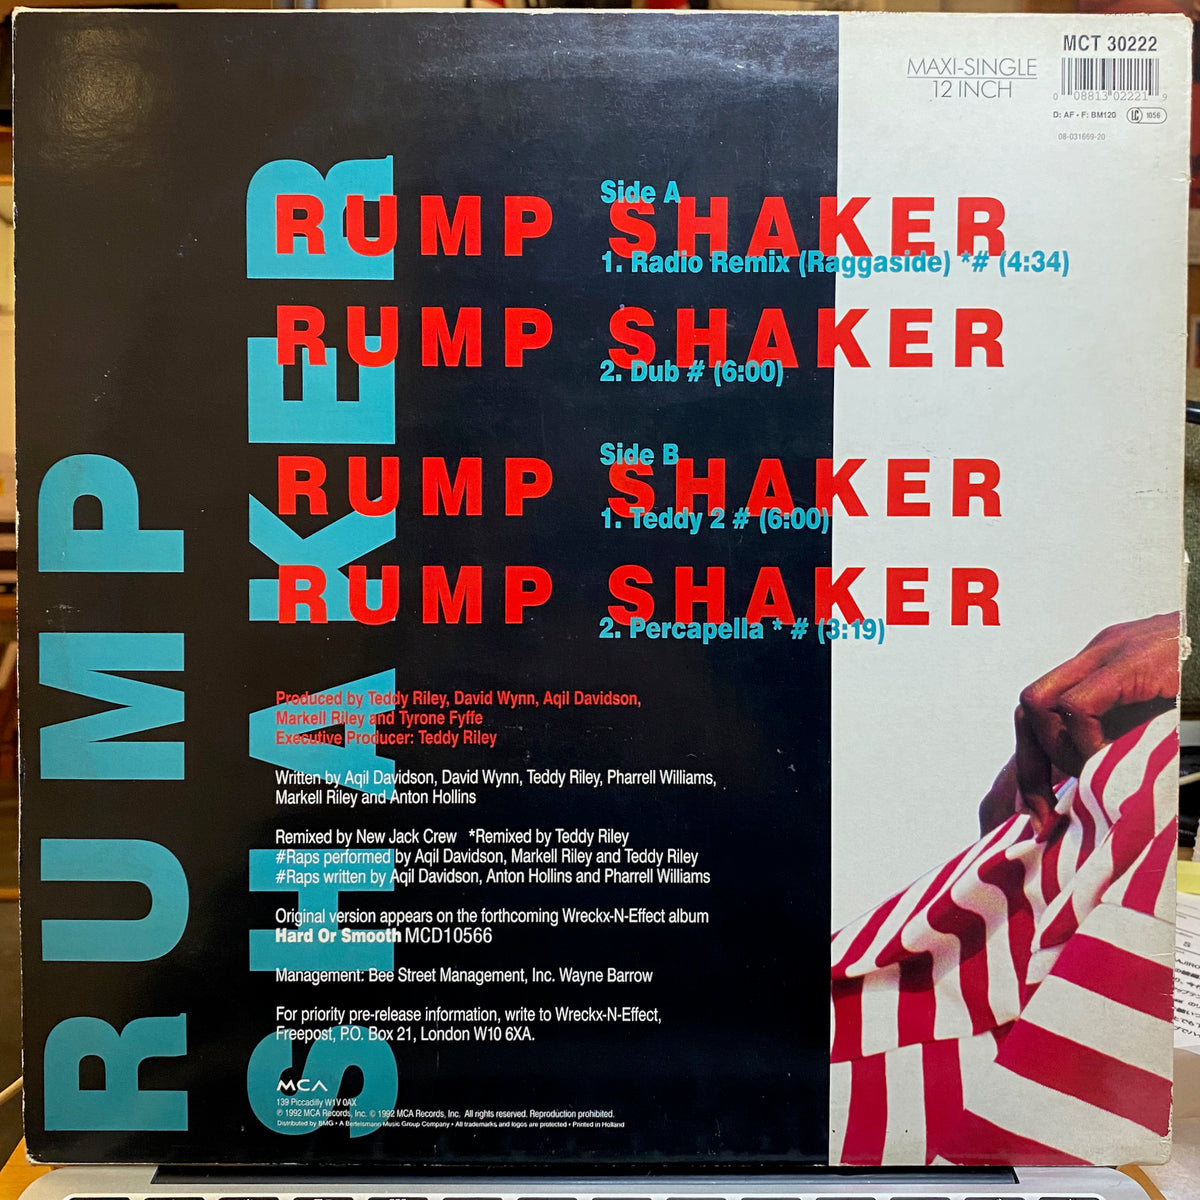 MCT 30222
MAXI-SINGLE
12 INCH
0 08813 02221 9
D: AF • F: BM120 LC 1056
08-031669-20
RUMP
SHAKER
Side A
RUMP SHAKER
1. Radio Remix (Raggaside) *# (4:34)
RUMP SHAKER
2. Dub # (6:00)
Side B
RUMP SHAKER
1. Teddy 2 # (6:00)
RUMP SHAKER
2. Percapella * # (3:19)
Produced by Teddy Riley, David Wynn, Aqil Davidson,
Markell Riley and Tyrone Fyffe
Executive Producer: Teddy Riley
Written by Aqil Davidson, David Wynn, Teddy Riley, Pharrell Williams,
Markell Riley and Anton Hollins
Remixed by New Jack Crew *Remixed by Teddy Riley
#Raps performed by Aqil Davidson, Markell Riley and Teddy Riley
#Raps written by Aqil Davidson, Anton Hollins and Pharrell Williams
Original version appears on the forthcoming Wreckx-N-Effect album
Hard Or Smooth MCD10566
Management: Bee Street Management, Inc. Wayne Barrow
For priority pre-release information, write to Wreckx-N-Effect,
Freepost, P.O. Box 21, London W10 6XA.
MCA
139 Piccadilly W1V 0AX
℗ 1992 MCA Records, Inc. © 1992 MCA Records, Inc. All rights reserved. Reproduction prohibited.
Distributed by BMG • A Bertelsmann Music Group Company • All trademarks and logos are protected • Printed in Holland